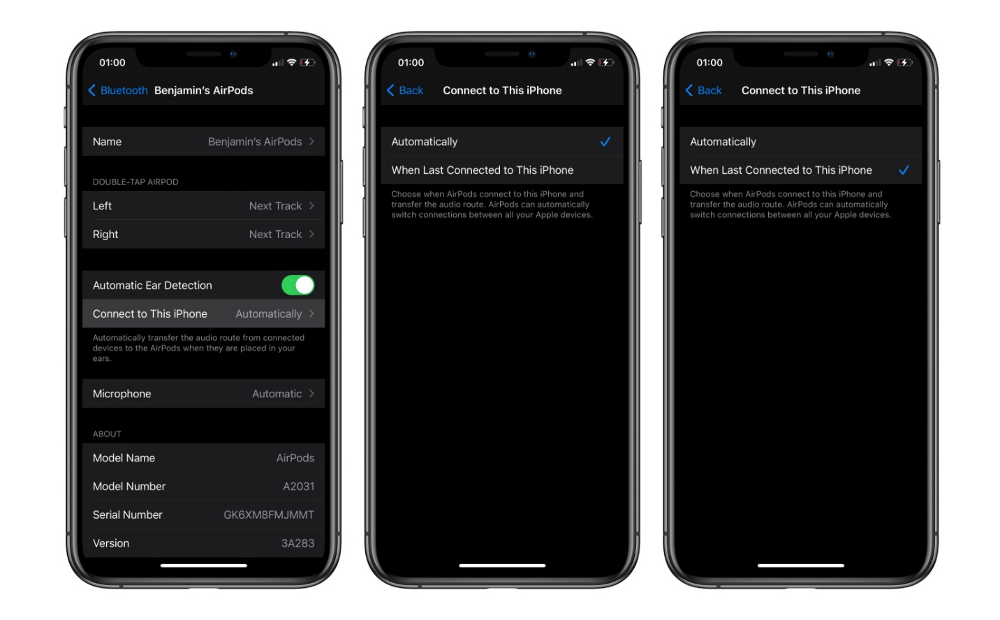 01:00
Bluetooth Benjamin's AirPods
Name Benjamin's AirPods
DOUBLE-TAP AIRPOD
Left Next Track
Right Next Track
Automatic Ear Detection
Connect to This iPhone Automatically
Automatically transfer the audio route from connected
devices to the AirPods when they are placed in your
ears.
Microphone Automatic
ABOUT
Model Name AirPods
Model Number A2031
Serial Number GK6XM8FMJMMT
Version 3A283
01:00
Back Connect to This iPhone
Automatically
When Last Connected to This iPhone
Choose when AirPods connect to this iPhone and
transfer the audio route. AirPods can automatically
switch connections between all your Apple devices.
01:00
Back Connect to This iPhone
Automatically
When Last Connected to This iPhone
Choose when AirPods connect to this iPhone and
transfer the audio route. AirPods can automatically
switch connections between all your Apple devices.